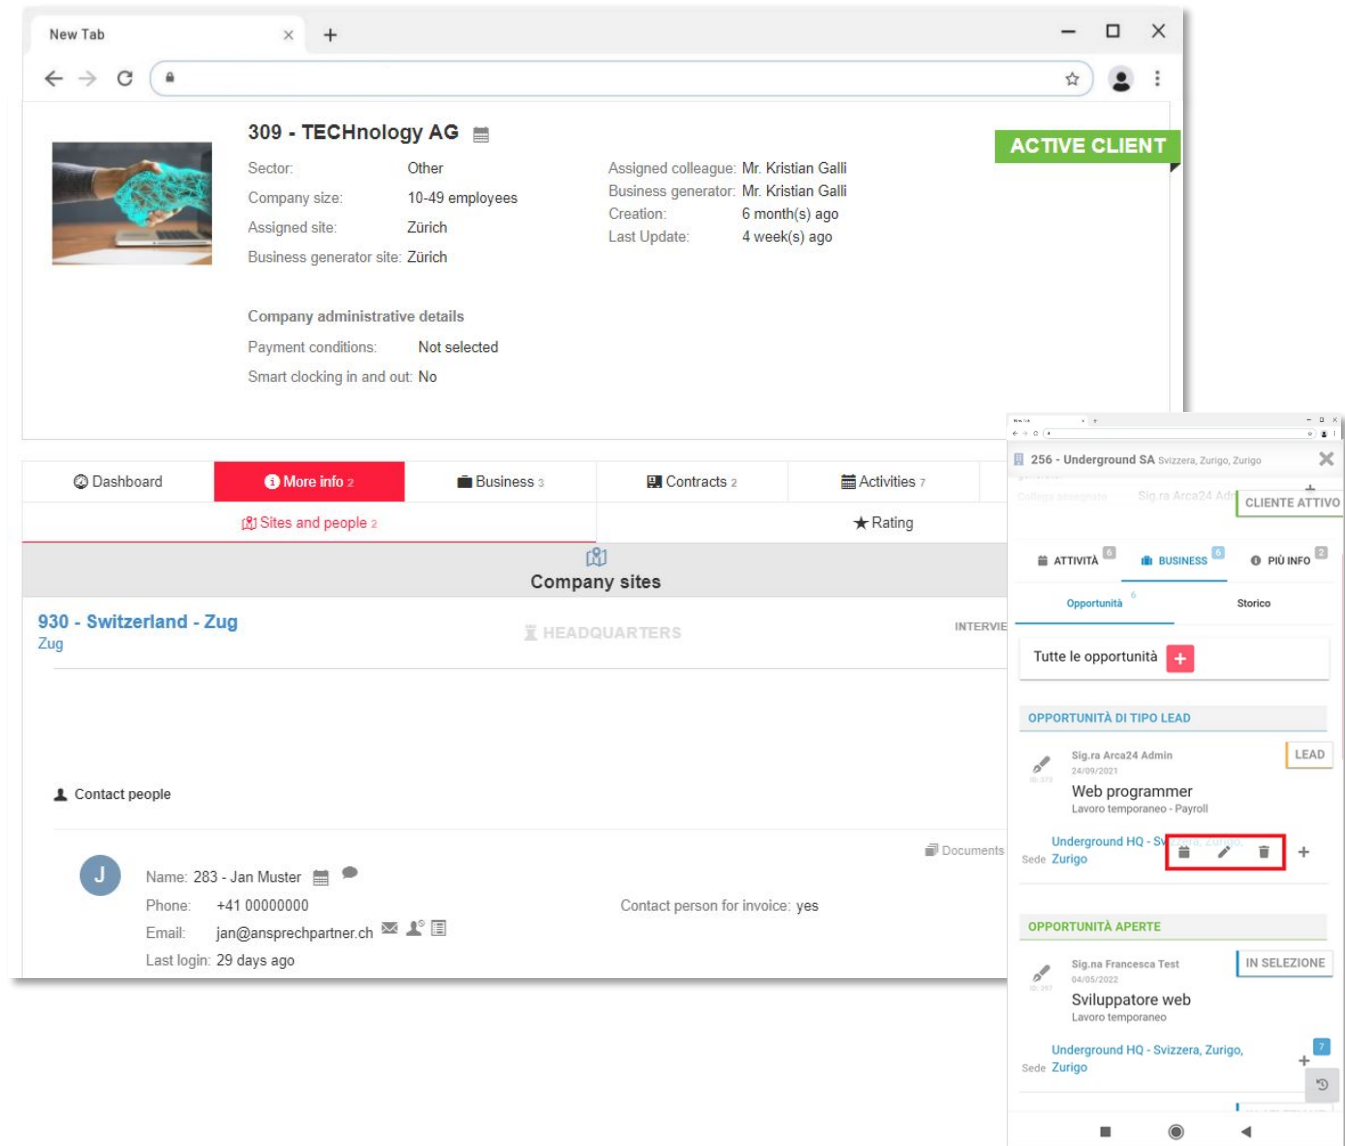 New Tab
309 - TECHnology AG
ACTIVE CLIENT
Sector: Other
Company size: 10-49 employees
Assigned site: Zürich
Business generator site: Zürich
Assigned colleague: Mr. Kristian Galli
Business generator: Mr. Kristian Galli
Creation: 6 month(s) ago
Last Update: 4 week(s) ago
Company administrative details
Payment conditions: Not selected
Smart clocking in and out: No
Dashboard
More info 2
Business 3
Contracts 2
Activities 7
Sites and people 2
Rating
Company sites
930 - Switzerland - Zug
Zug
HEADQUARTERS
INTERVIE
Contact people
Documents
J
Name: 283 - Jan Muster
Phone: +41 00000000
Contact person for invoice: yes
Email: jan@ansprechpartner.ch
Last login: 29 days ago
256 - Underground SA Svizzera, Zurigo, Zurigo
CLIENTE ATTIVO
ATTIVITÀ 6
BUSINESS 6
PIÙ INFO 2
Opportunità 6
Storico
Tutte le opportunità +
OPPORTUNITÀ DI TIPO LEAD
Sig.ra Arca24 Admin
LEAD
24/09/2021
Web programmer
Lavoro temporaneo - Payroll
Underground HQ - Svizzera, Zurigo,
Sede Zurigo
OPPORTUNITÀ APERTE
Sig.na Francesca Test
IN SELEZIONE
04/05/2022
Sviluppatore web
Lavoro temporaneo
Underground HQ - Svizzera, Zurigo,
7
Sede Zurigo